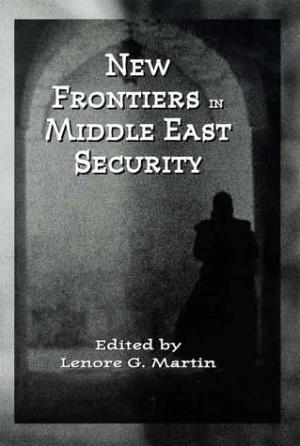 New
Frontiers in
Middle East
Security
Edited by
Lenore G. Martin